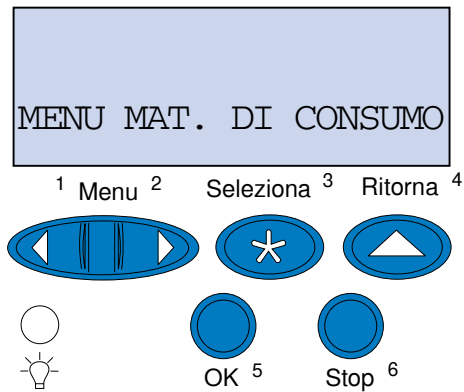 MENU MAT. DI CONSUMO
1 Menu 2 Seleziona 3 Ritorna 4
OK 5 Stop 6